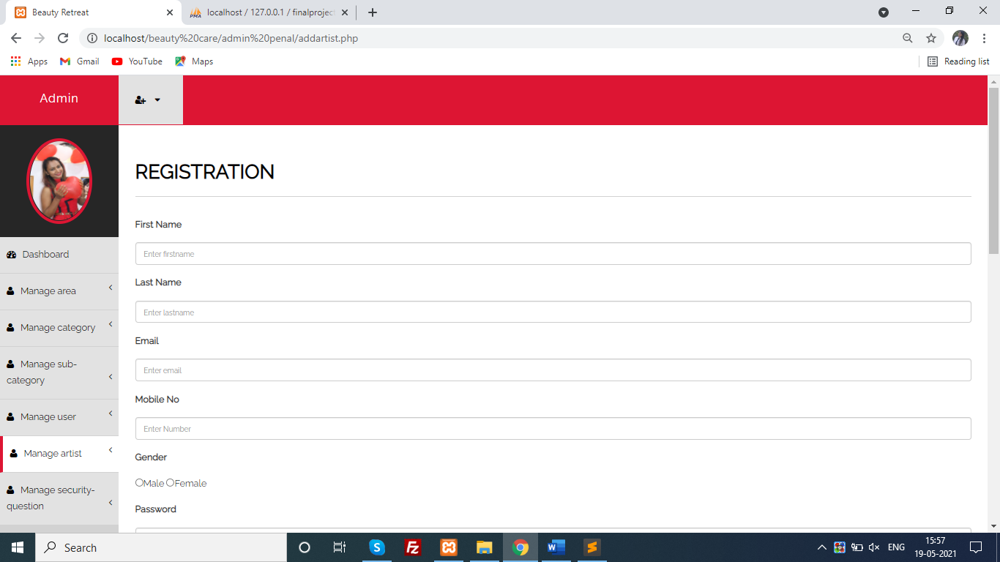 Beauty Retreat
localhost / 127.0.0.1 / finalproject
localhost/beauty%20care/admin%20penal/addartist.php
Apps
Gmail
YouTube
Maps
Reading list
Admin
REGISTRATION
First Name
Enter firstname
Last Name
Enter lastname
Email
Enter email
Mobile No
Enter Number
Gender
Male Female
Password
Dashboard
Manage area
Manage category
Manage sub-
category
Manage user
Manage artist
Manage security-
question
Search
ENG
15:57
19-05-2021